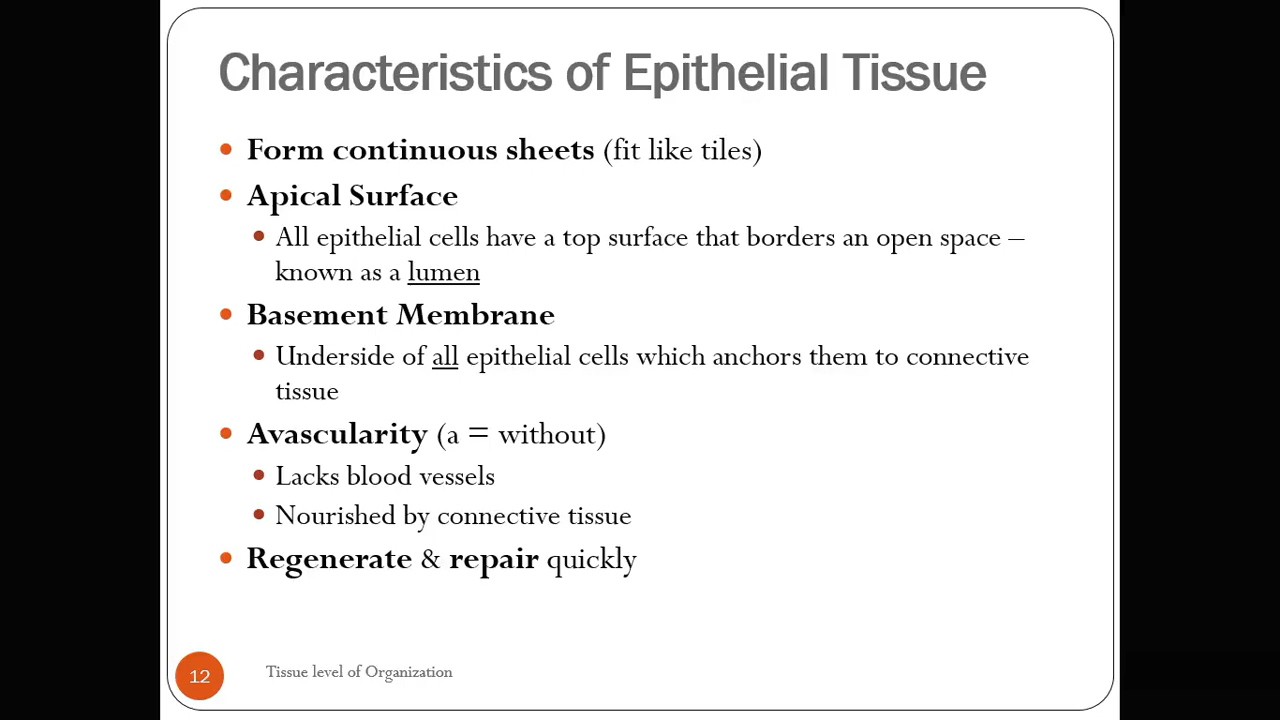 Characteristics of Epithelial Tissue
• Form continuous sheets (fit like tiles)
• Apical Surface
• All epithelial cells have a top surface that borders an open space –
known as a lumen
• Basement Membrane
• Underside of all epithelial cells which anchors them to connective
tissue
• Avascularity (a = without)
• Lacks blood vessels
• Nourished by connective tissue
• Regenerate & repair quickly
12
Tissue level of Organization